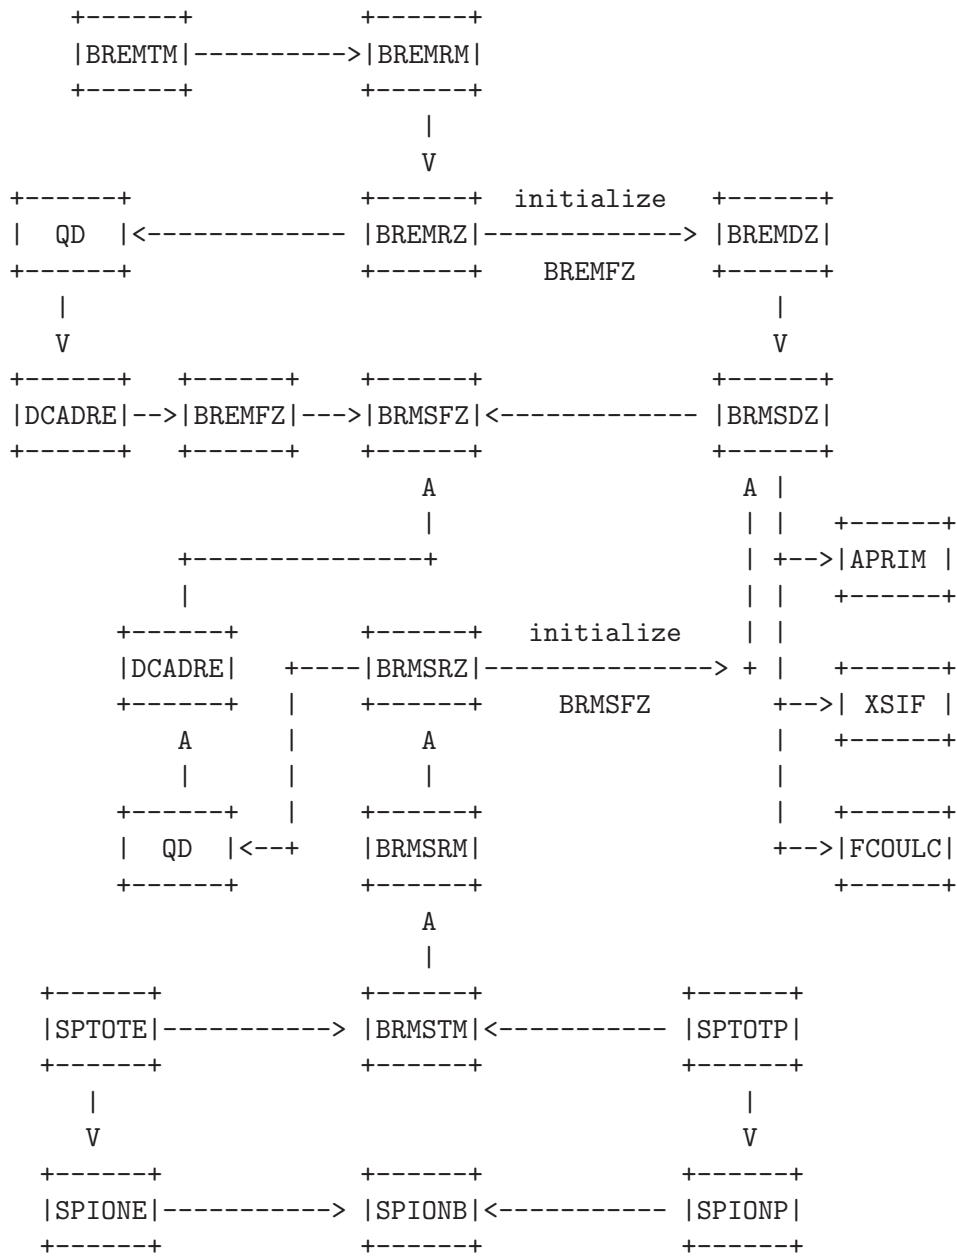 +------+ +------+
|BREMTM|---------->|BREMRM|
+------+ +------+
|
V
+------+ +------+ initialize +------+
| QD |<------------- |BREMRZ|-------------> |BREMDZ|
+------+ +------+ BREMFZ +------+
| |
V V
+------+ +------+ +------+ +------+
|DCADRE|-->|BREMFZ|--->|BRMSFZ|<------------- |BRMSDZ|
+------+ +------+ +------+ +------+
A A |
| | | +------+
+---------------+ | +-->|APRIM |
| | | +------+
+------+ +------+ initialize | |
|DCADRE| +----|BRMSRZ|---------------> + | +------+
+------+ | +------+ BRMSFZ +-->| XSIF |
A | A | +------+
| | | |
+------+ | +------+ | +------+
| QD |<--+ |BRMSRM| +-->|FCOULC|
+------+ +------+ +------+
A
|
+------+ +------+ +------+
|SPTOTE|-----------> |BRMSTM|<----------- |SPTOTP|
+------+ +------+ +------+
| |
V V
+------+ +------+ +------+
|SPIONE|-----------> |SPIONB|<----------- |SPIONP|
+------+ +------+ +------+